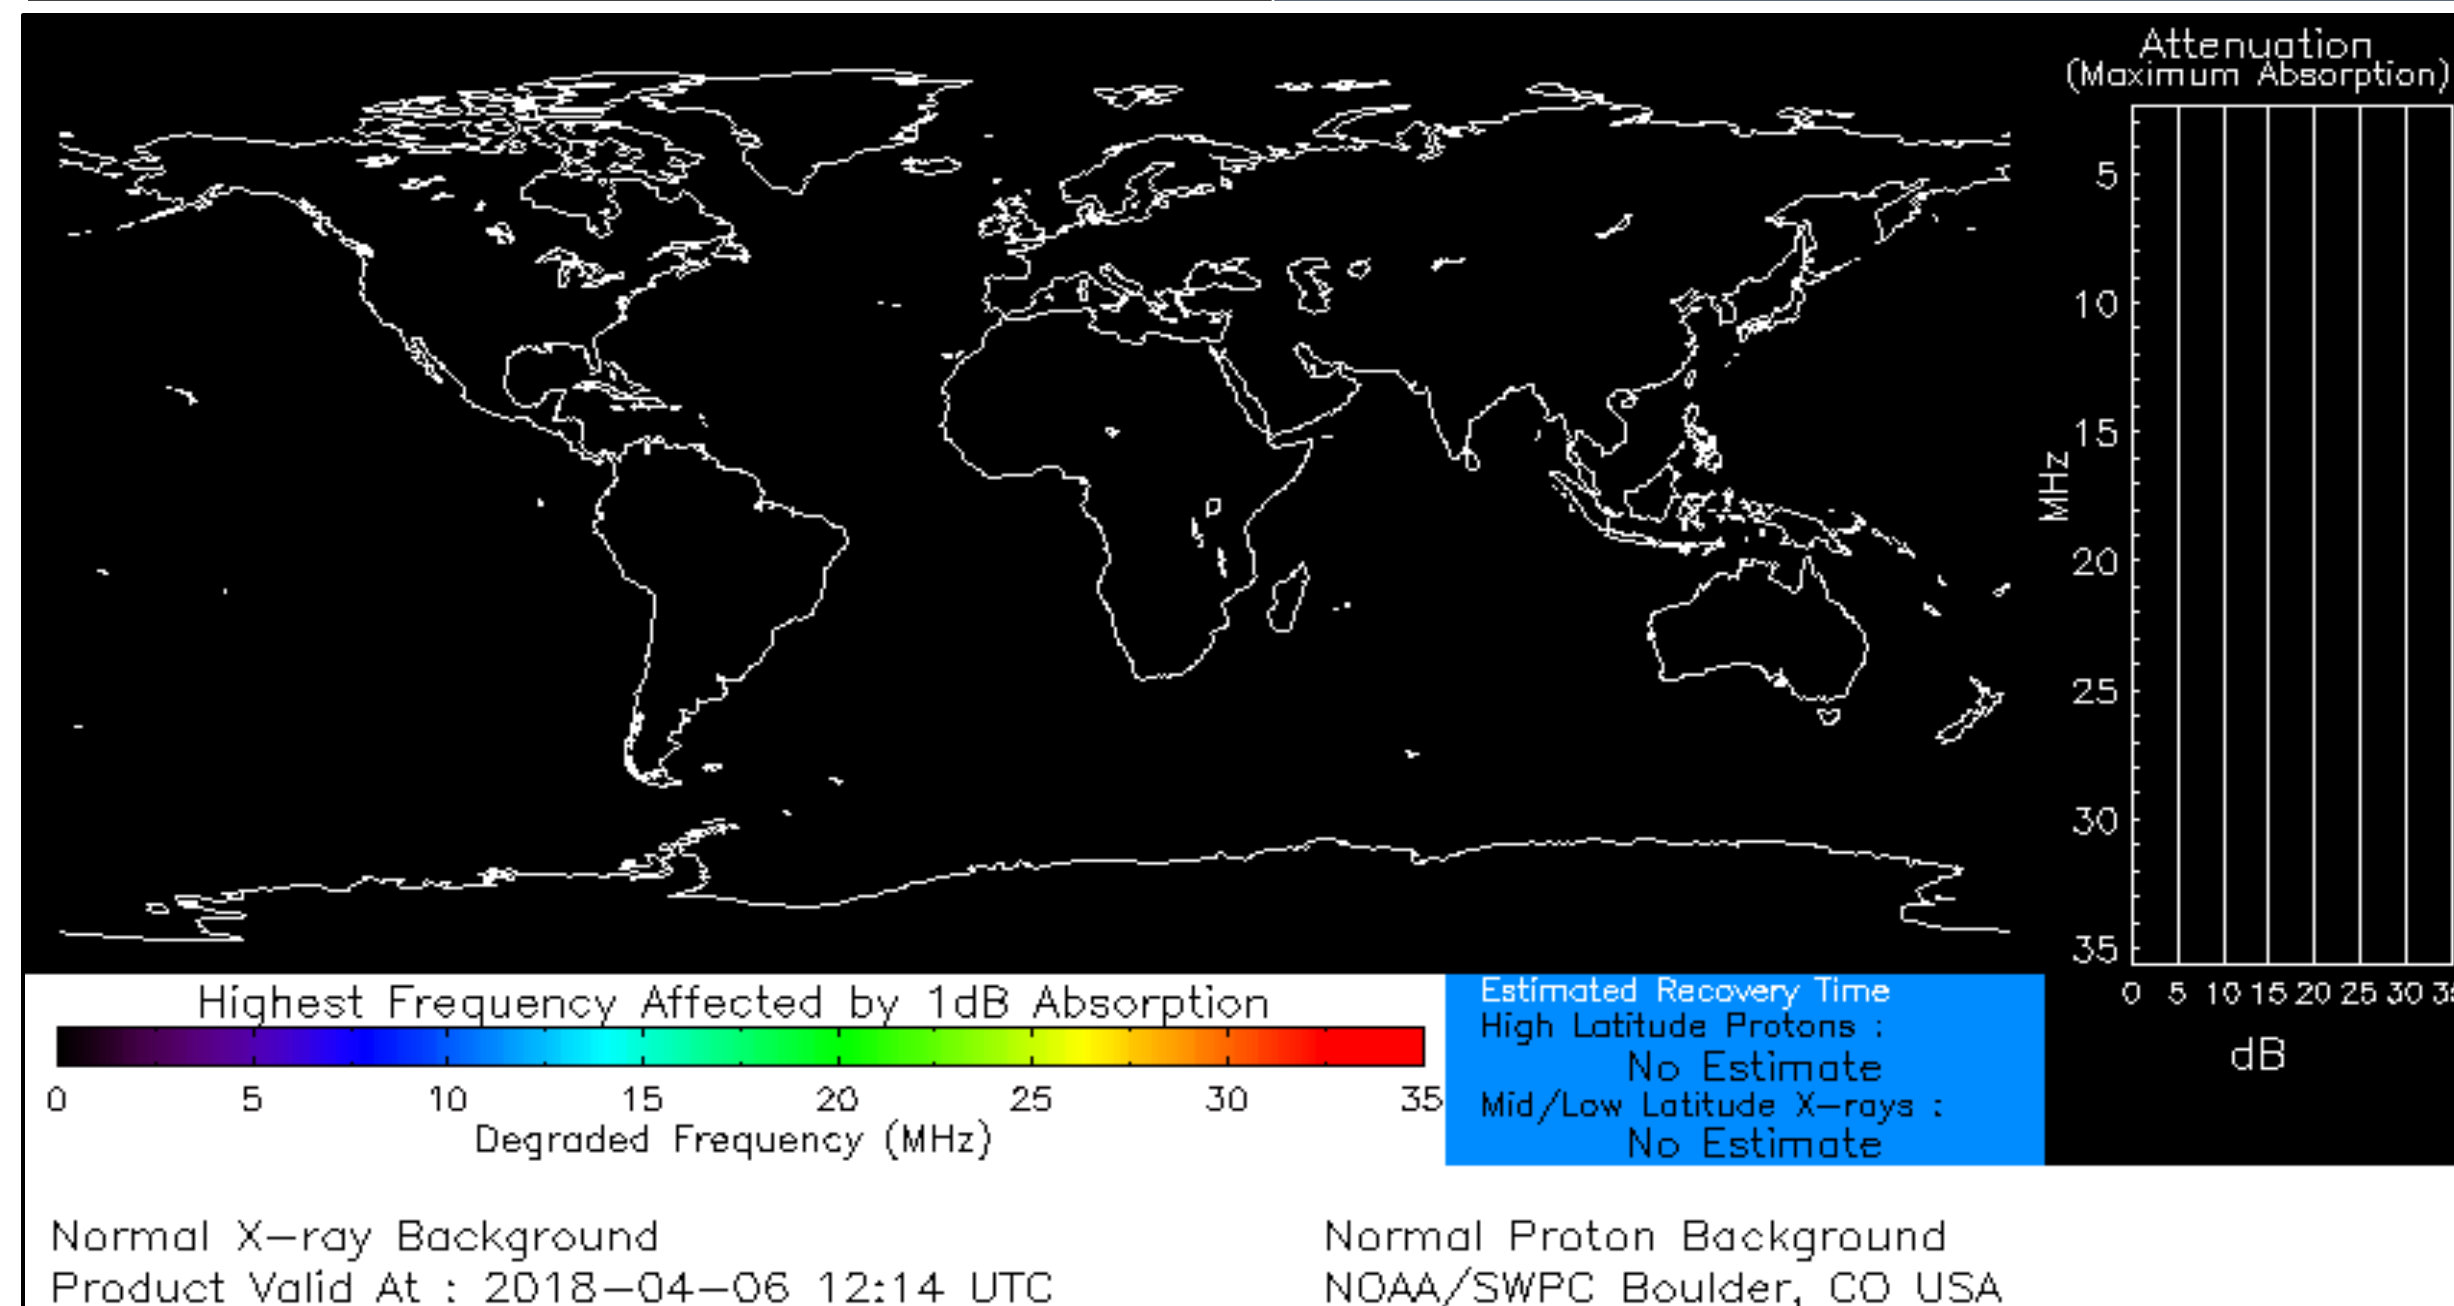 Attenuation
(Maximum Absorption)
5
10
15
20
25
30
35
MHz
0 5 10 15 20 25 30
dB
Highest Frequency Affected by 1dB Absorption
0 5 10 15 20 25 30 35
Degraded Frequency (MHz)
Estimated Recovery Time
High Latitude Protons :
No Estimate
Mid/Low Latitude X-rays :
No Estimate
Normal X-ray Background
Normal Proton Background
Product Valid At : 2018-04-06 12:14 UTC
NOAA/SWPC Boulder, CO USA